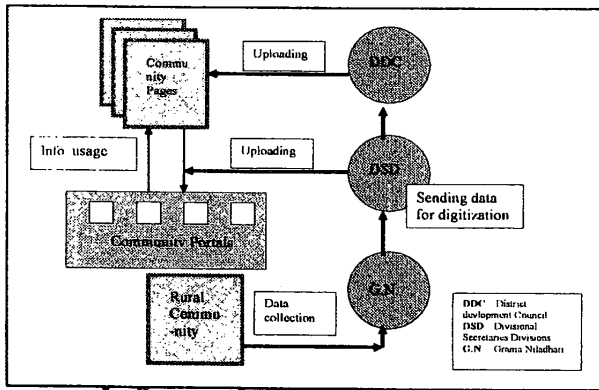 Commu
nity
Pages
Uploading
DDC
Info usage
Uploading
DSD
Sending data
for digitization
Community Portals
Rural
Commu
-nity
Data
collection
G.N
DDC District
devlopment Council
DSD Divisional
Secretaries Divisions
G.N Grama Niladhari